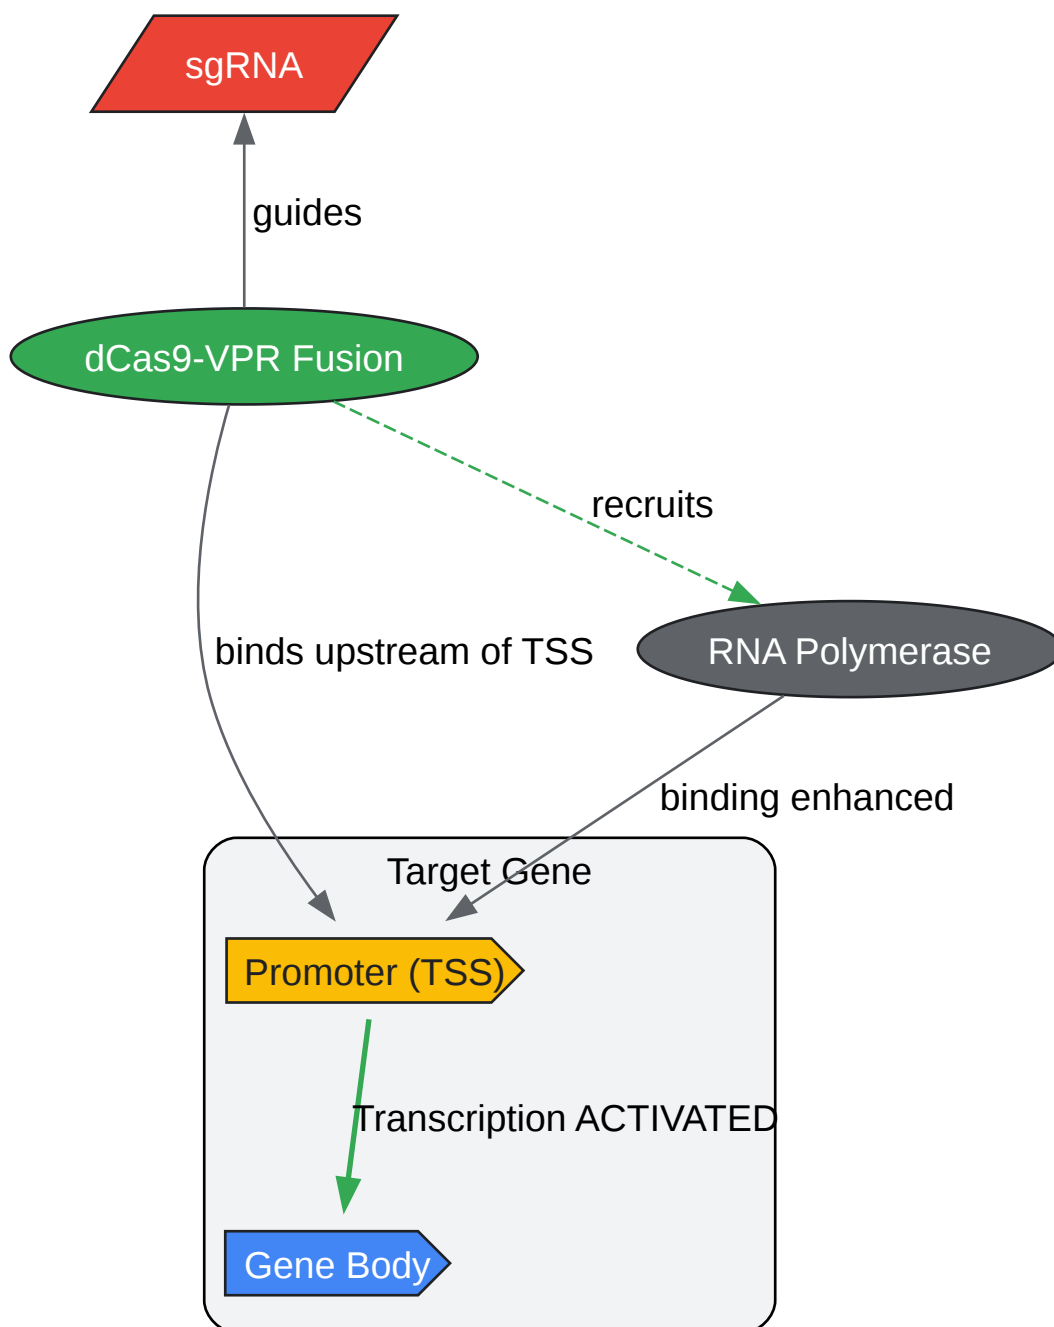 sgRNA
guides
dCas9-VPR Fusion
recruits
binds upstream of TSS
RNA Polymerase
binding enhanced
Target Gene
Promoter (TSS)
Transcription ACTIVATED
Gene Body